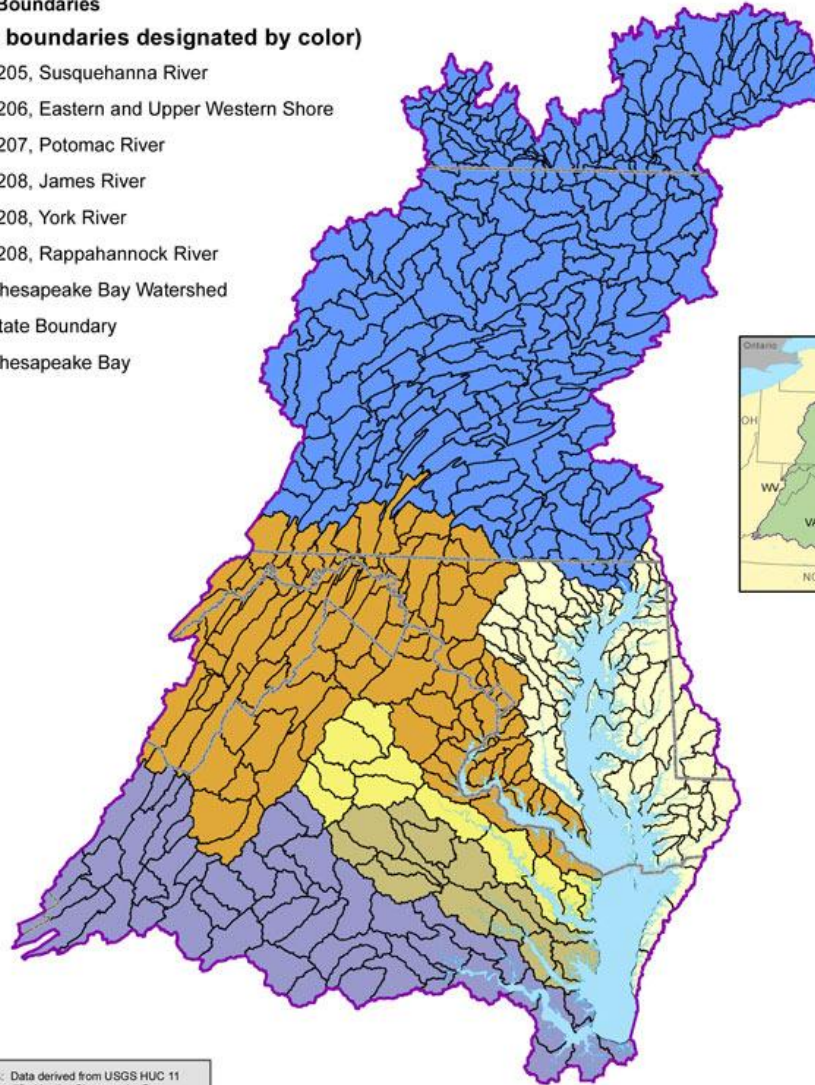 Boundaries
boundaries designated by color)
205, Susquehanna River
206, Eastern and Upper Western Shore
207, Potomac River
208, James River
208, York River
208, Rappahannock River
hesapeake Bay Watershed
tate Boundary
hesapeake Bay
Ontario
OH
WV
VA
NC
: Data derived from USGS HUC 11